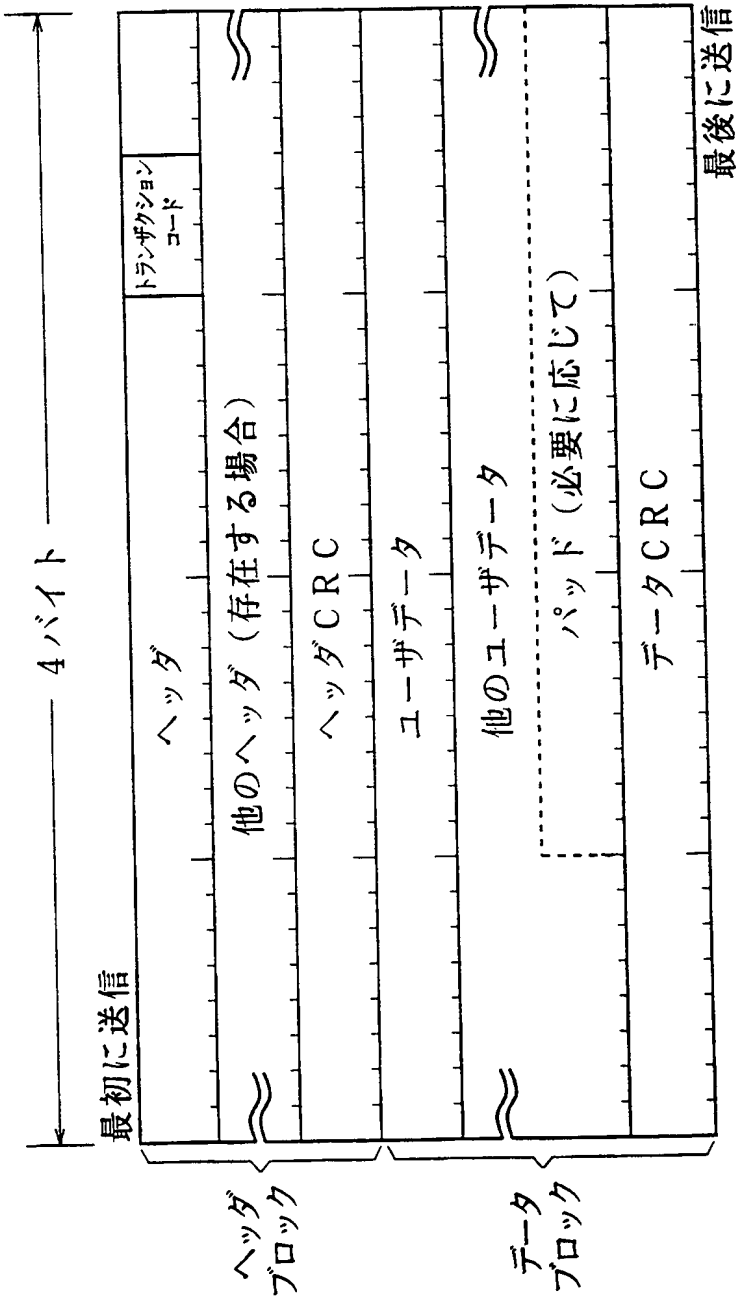 4バイト
最初に送信
ヘッダ
トランザクション
コード
他のヘッダ(存在する場合)
ヘッダCRC
ユーザデータ
他のユーザデータ
パッド(必要に応じて)
データCRC
最後に送信
ヘッダ
ブロック
データ
ブロック